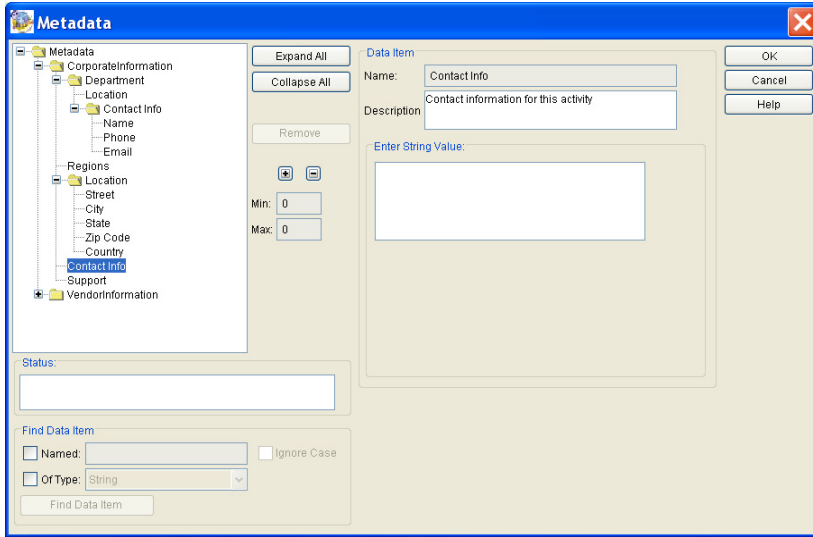 Metadata
Metadata
CorporateInformation
Department
Location
Contact Info
Name
Phone
Email
Regions
Location
Street
City
State
Zip Code
Country
Contact Info
Support
VendorInformation
Expand All
Collapse All
Remove
Min: 0
Max: 0
Data Item
Name: Contact Info
Description Contact information for this activity
Enter String Value:
OK
Cancel
Help
Status:
Find Data Item
Named:
Ignore Case
Of Type: String
Find Data Item